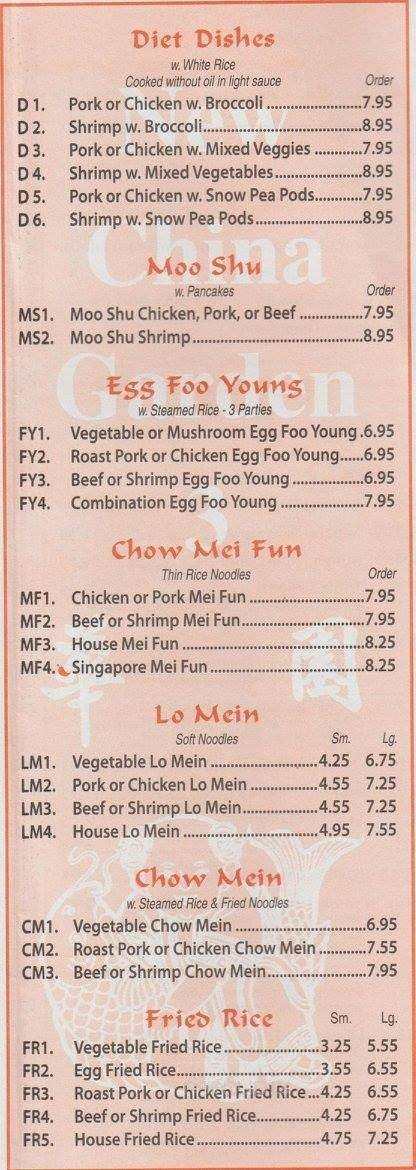 Diet Dishes
w. White Rice
Cooked without oil in light sauce Order
D 1. Pork or Chicken w. Broccoli .....................7.95
D 2. Shrimp w. Broccoli...................................8.95
D 3. Pork or Chicken w. Mixed Veggies ...........7.95
D 4. Shrimp w. Mixed Vegetables...................8.95
D 5. Pork or Chicken w. Snow Pea Pods...........7.95
D 6. Shrimp w. Snow Pea Pods.......................8.95
Moo Shu
w. Pancakes Order
MS1. Moo Shu Chicken, Pork, or Beef ..............7.95
MS2. Moo Shu Shrimp.....................................8.95
Egg Foo Young
w. Steamed Rice - 3 Parties
FY1. Vegetable or Mushroom Egg Foo Young .6.95
FY2. Roast Pork or Chicken Egg Foo Young......6.95
FY3. Beef or Shrimp Egg Foo Young ................6.95
FY4. Combination Egg Foo Young ..................7.95
Chow Mei Fun
Thin Rice Noodles Order
MF1. Chicken or Pork Mei Fun .........................7.95
MF2. Beef or Shrimp Mei Fun...........................7.95
MF3. House Mei Fun ........................................8.25
MF4. Singapore Mei Fun ..................................8.25
Lo Mein
Soft Noodles Sm. Lg.
LM1. Vegetable Lo Mein ..........................4.25 6.75
LM2. Pork or Chicken Lo Mein ................4.55 7.25
LM3. Beef or Shrimp Lo Mein..................4.55 7.25
LM4. House Lo Mein ................................4.95 7.55
Chow Mein
w. Steamed Rice & Fried Noodles
CM1. Vegetable Chow Mein .............................6.95
CM2. Roast Pork or Chicken Chow Mein ...........7.55
CM3. Beef or Shrimp Chow Mein......................7.95
Fried Rice Sm. Lg.
FR1. Vegetable Fried Rice.......................3.25 5.55
FR2. Egg Fried Rice..................................3.55 6.55
FR3. Roast Pork or Chicken Fried Rice...4.25 6.55
FR4. Beef or Shrimp Fried Rice...............4.25 6.75
FR5. House Fried Rice ..............................4.75 7.25
New
China
Garden
3
華 園